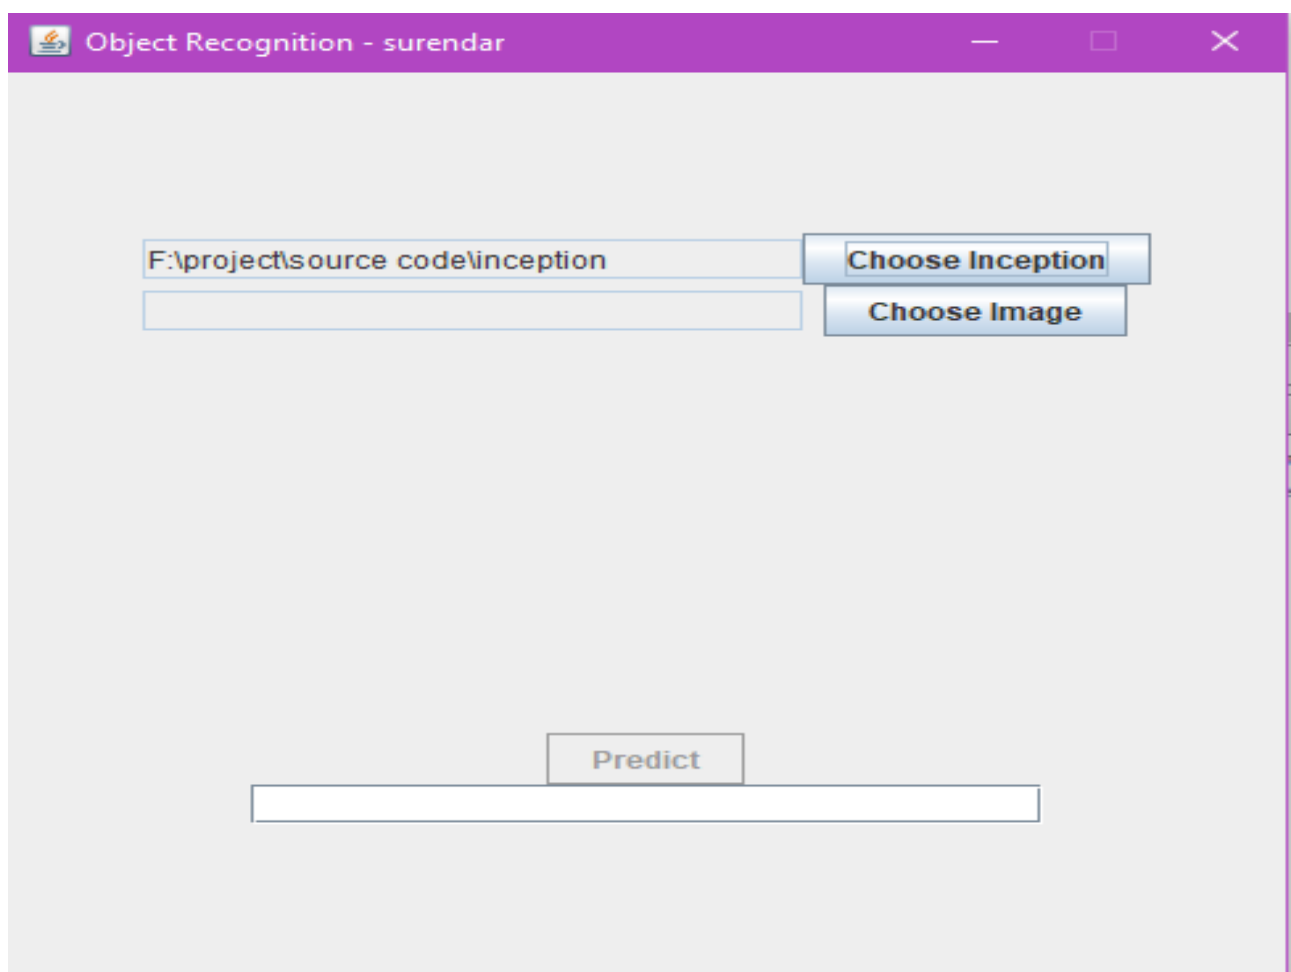 Object Recognition - surendar
F:\project\source code\inception
Choose Inception
Choose Image
Predict